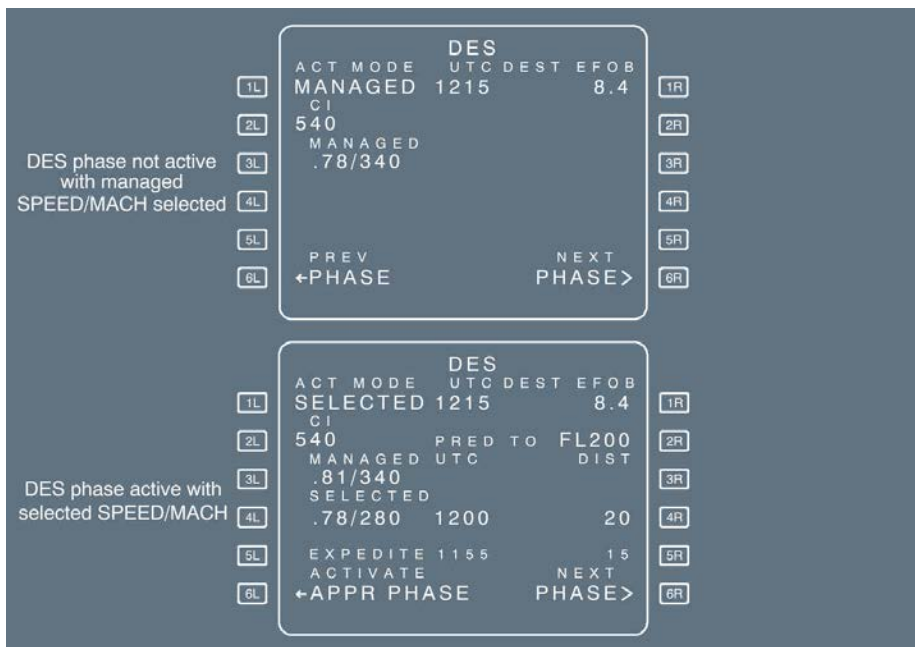 DES
ACT MODE UTC DEST EFOB
1L MANAGED 1215 8.4 1R
CI
2L 540 2R
MANAGED
DES phase not active
with managed
SPEED/MACH selected
3L .78/340 3R
4L 4R
5L 5R
PREV NEXT
6L ←PHASE PHASE> 6R
DES
ACT MODE UTC DEST EFOB
1L SELECTED 1215 8.4 1R
CI
2L 540 PRED TO FL200 2R
MANAGED UTC DIST
3L .81/340 3R
SELECTED
DES phase active with
selected SPEED/MACH
4L .78/280 1200 20 4R
5L EXPEDITE 1155 15 5R
ACTIVATE NEXT
6L ←APPR PHASE PHASE> 6R